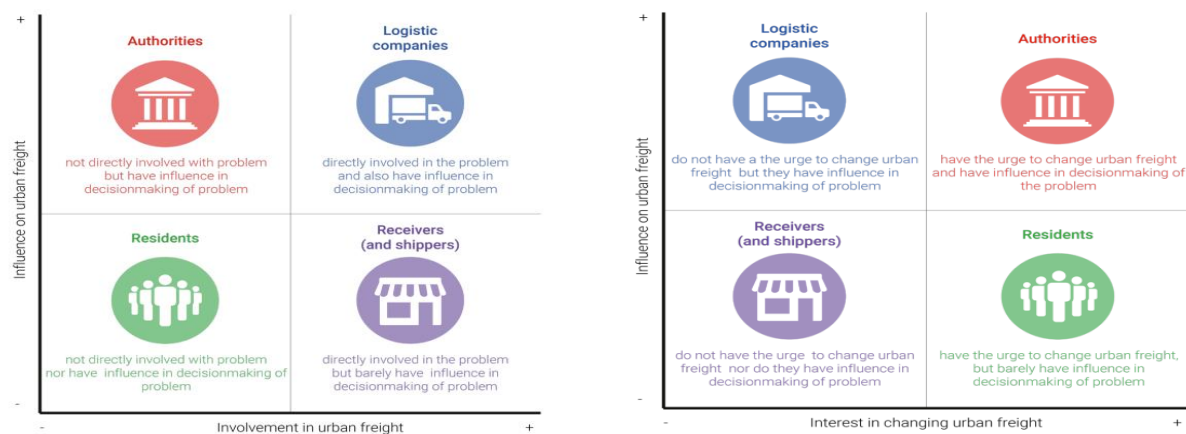 +
Influence on urban freight
Authorities
not directly involved with problem
but have influence in
decisionmaking of problem
Logistic
companies
directly involved in the problem
and also have influence in
decisionmaking of problem
Residents
not directly involved with problem
nor have influence in decisionmaking of
problem
Receivers
(and shippers)
directly involved in the problem
but barely have influence in
decisionmaking of problem
-
-
Involvement in urban freight
+
+
Influence on urban freight
Logistic
companies
do not have a the urge to change urban
freight but they have influence in
decisionmaking of problem
Authorities
have the urge to change urban freight
and have influence in decisionmaking of
the problem
Receivers
(and shippers)
do not have the urge to change urban
freight nor do they have influence in
decisionmaking of problem
Residents
have the urge to change urban freight,
but barely have influence in
decisionmaking of problem
-
-
Interest in changing urban freight
+